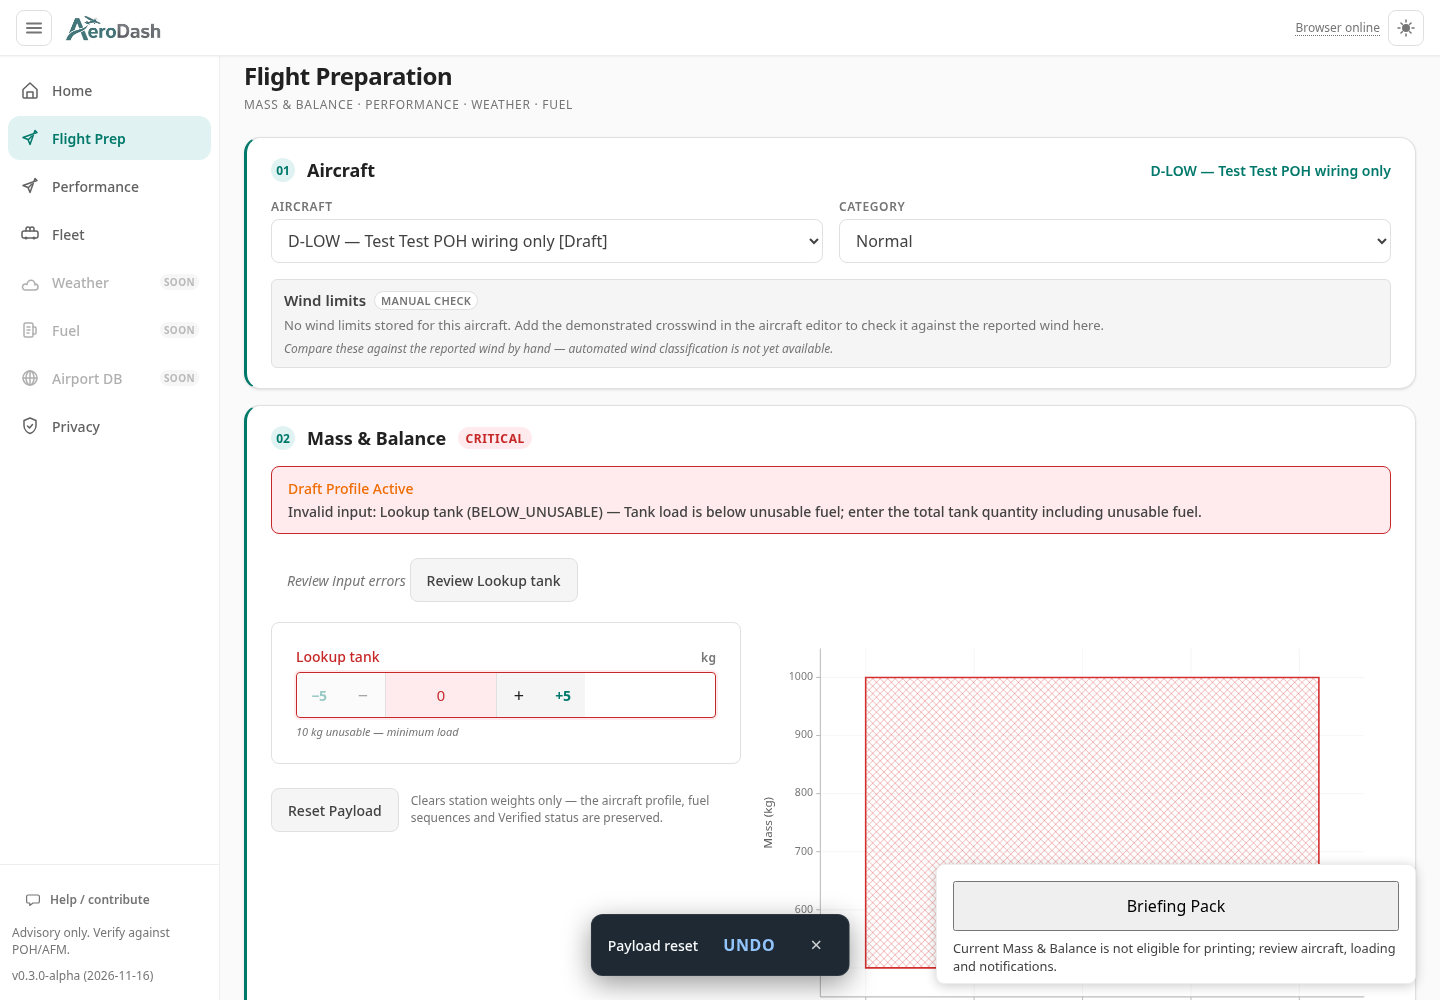 AeroDash
Browser online
Home
Flight Prep
Performance
Fleet
Weather SOON
Fuel SOON
Airport DB SOON
Privacy
Help / contribute
Advisory only. Verify against
POH/AFM.
v0.3.0-alpha (2026-11-16)
Flight Preparation
MASS & BALANCE · PERFORMANCE · WEATHER · FUEL
01 Aircraft D-LOW — Test Test POH wiring only
AIRCRAFT CATEGORY
D-LOW — Test Test POH wiring only [Draft] Normal
Wind limits MANUAL CHECK
No wind limits stored for this aircraft. Add the demonstrated crosswind in the aircraft editor to check it against the reported wind here.
Compare these against the reported wind by hand — automated wind classification is not yet available.
02 Mass & Balance CRITICAL
Draft Profile Active
Invalid input: Lookup tank (BELOW_UNUSABLE) — Tank load is below unusable fuel; enter the total tank quantity including unusable fuel.
Review input errors Review Lookup tank
Lookup tank kg
−5 − 0 + +5
10 kg unusable — minimum load
Reset Payload
Clears station weights only — the aircraft profile, fuel
sequences and Verified status are preserved.
Mass (kg)
1000
900
800
700
600
Payload reset UNDO ×
Briefing Pack
Current Mass & Balance is not eligible for printing; review aircraft, loading
and notifications.